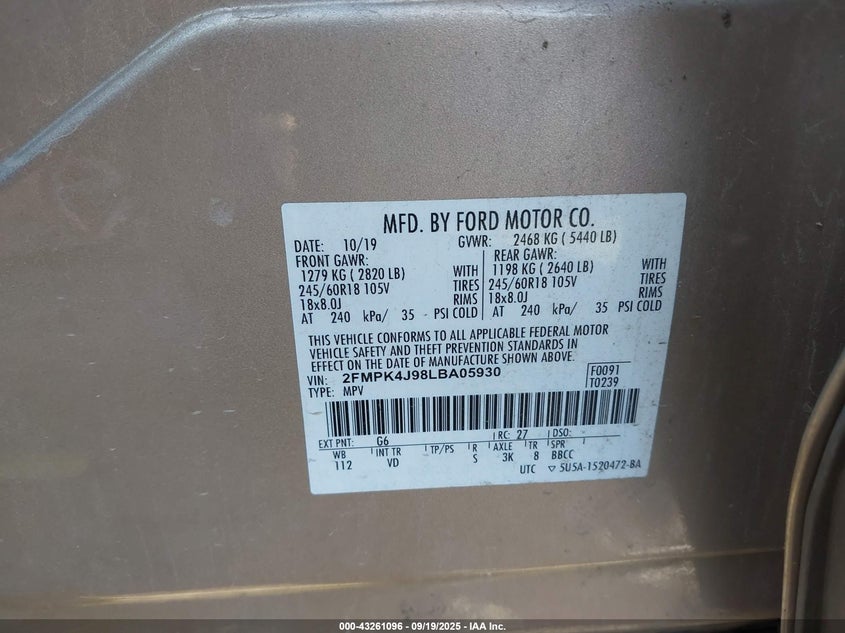 MFD. BY FORD MOTOR CO.
DATE: 10/19 GVWR: 2468 KG ( 5440 LB)
FRONT GAWR: REAR GAWR:
1279 KG ( 2820 LB) WITH 1198 KG ( 2640 LB) WITH
245/60R18 105V TIRES 245/60R18 105V TIRES
18x8.0J RIMS 18x8.0J RIMS
AT 240 kPa/ 35 PSI COLD AT 240 kPa/ 35 PSI COLD
THIS VEHICLE CONFORMS TO ALL APPLICABLE FEDERAL MOTOR
VEHICLE SAFETY AND THEFT PREVENTION STANDARDS IN
EFFECT ON THE DATE OF MANUFACTURE SHOWN ABOVE.
VIN: 2FMPK4J98LBA05930 F0091
TYPE: MPV T0239
EXT PNT: G6 RC: 27 DSO:
WB INT TR TP/PS R AXLE TR SPR
112 VD S 3K 8 BBCC
UTC ▽ 5U5A-1520472-BA
000-43261096 - 09/19/2025 - IAA Inc.